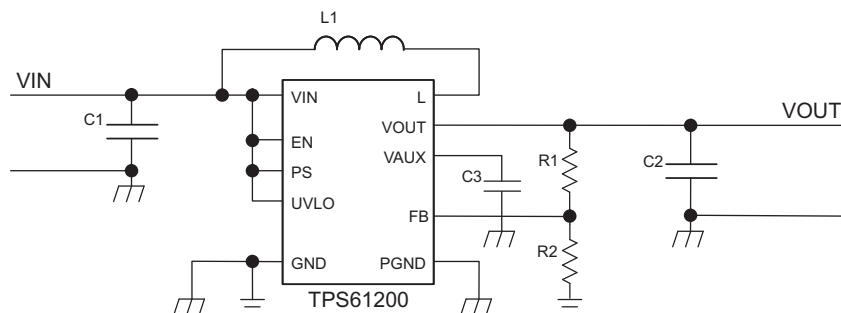 L1
VIN
VIN
L
C1
VOUT
VOUT
EN
VAUX
R1
C2
PS
C3
UVLO
FB
R2
GND
PGND
TPS61200